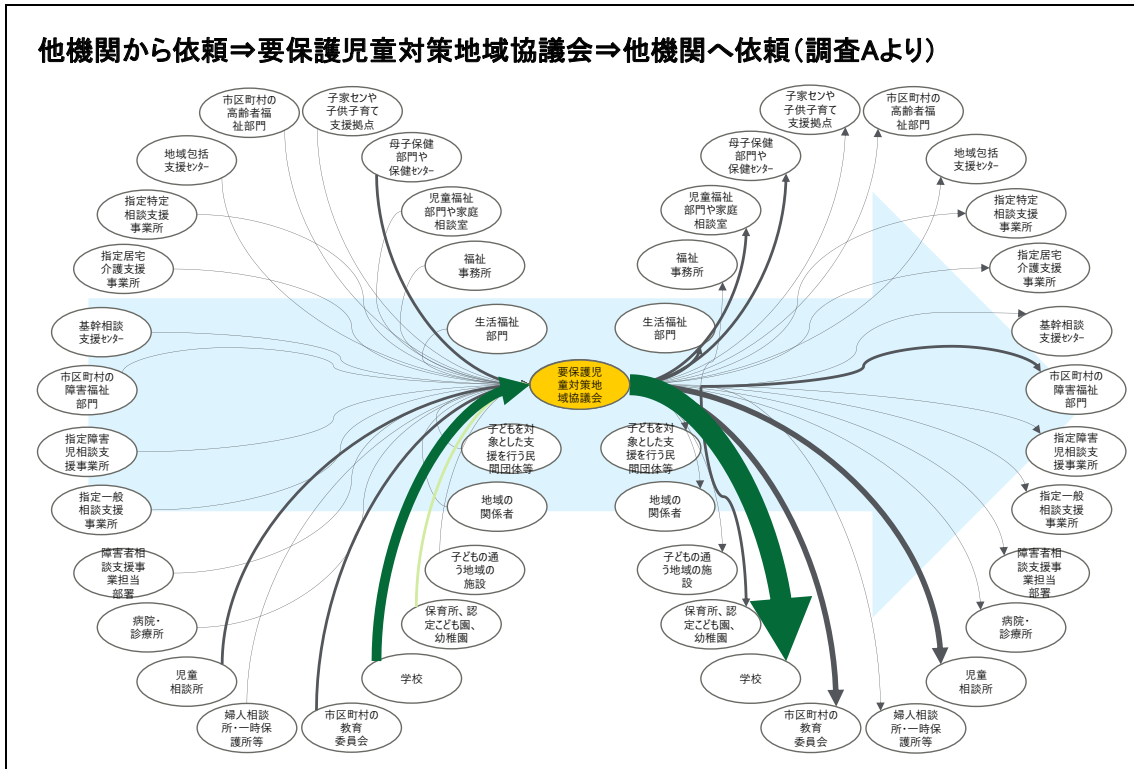 他機関から依頼⇒要保護児童対策地域協議会⇒他機関へ依頼(調査Aより)
市区町村の
高齢者福
祉部門
子家センや
子供子育て
支援拠点
地域包括
支援ｾﾝﾀｰ
母子保健
部門や
保健ｾﾝﾀｰ
指定特定
相談支援
事業所
児童福祉
部門や家庭
相談室
指定居宅
介護支援
事業所
福祉
事務所
基幹相談
支援ｾﾝﾀｰ
生活福祉
部門
市区町村の
障害福祉
部門
要保護児
童対策地
域協議会
指定障害
児相談支
援事業所
子どもを対
象とした支
援を行う民
間団体等
指定一般
相談支援
事業所
地域の
関係者
障害者相
談支援事
業担当
部署
子どもの通
う地域の
施設
病院・
診療所
保育所、認
定こども園、
幼稚園
児童
相談所
学校
婦人相談
所・一時保
護所等
市区町村の
教育
委員会
子家センや
子供子育て
支援拠点
市区町村の
高齢者福
祉部門
母子保健
部門や
保健ｾﾝﾀｰ
地域包括
支援ｾﾝﾀｰ
児童福祉
部門や家庭
相談室
指定特定
相談支援
事業所
福祉
事務所
指定居宅
介護支援
事業所
生活福祉
部門
基幹相談
支援ｾﾝﾀｰ
市区町村の
障害福祉
部門
子どもを対
象とした支
援を行う民
間団体等
指定障害
児相談支
援事業所
地域の
関係者
指定一般
相談支援
事業所
子どもの通
う地域の施
設
障害者相
談支援事
業担当
部署
保育所、認
定こども園、
幼稚園
病院・
診療所
学校
児童
相談所
市区町村の
教育
委員会
婦人相談
所・一時保
護所等